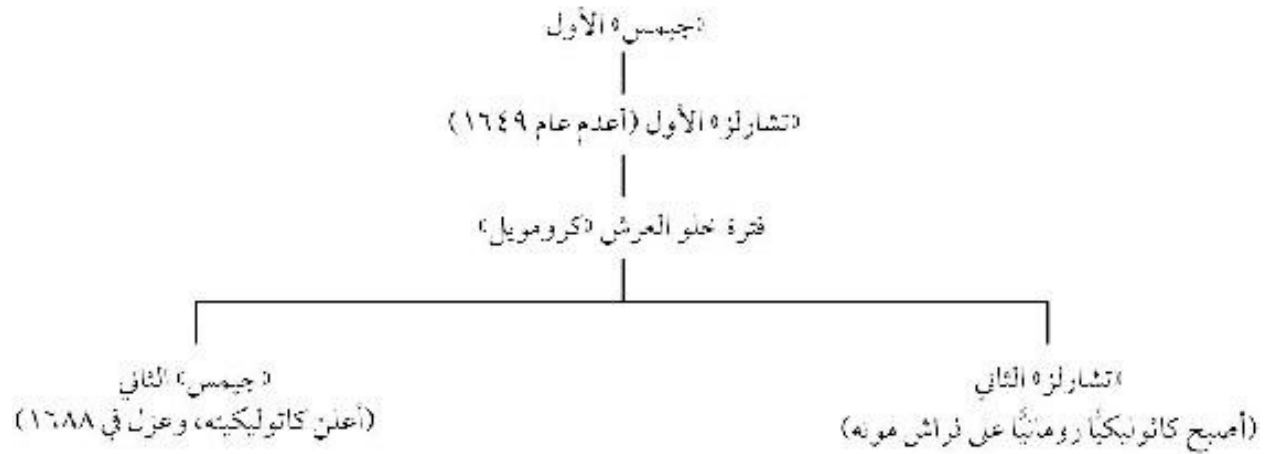 «جيمس» الأول
«تشارلز» الأول (أعدم عام ١٦٤٩)
فترة خلو العرش «كرومويل»
«تشارلز» الثاني
(أصبح كاثوليكيًّا رومانيًّا على فراش موته)
«جيمس» الثاني
(أعلن كاثوليكيته، وعزل في ١٦٨٨)